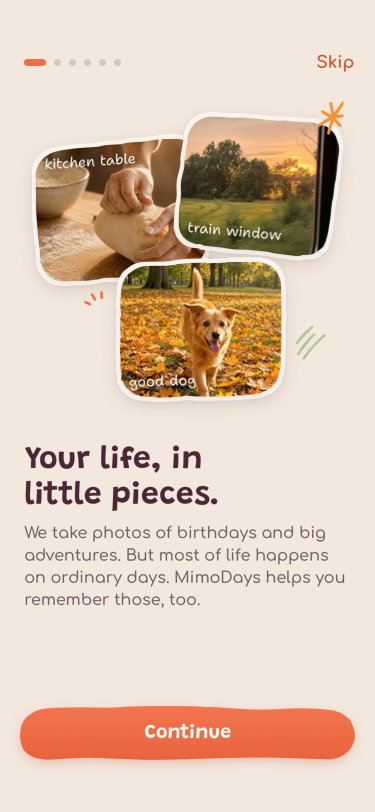 Skip
kitchen table
train window
good dog
Your life, in
little pieces.
We take photos of birthdays and big
adventures. But most of life happens
on ordinary days. MimoDays helps you
remember those, too.
Continue